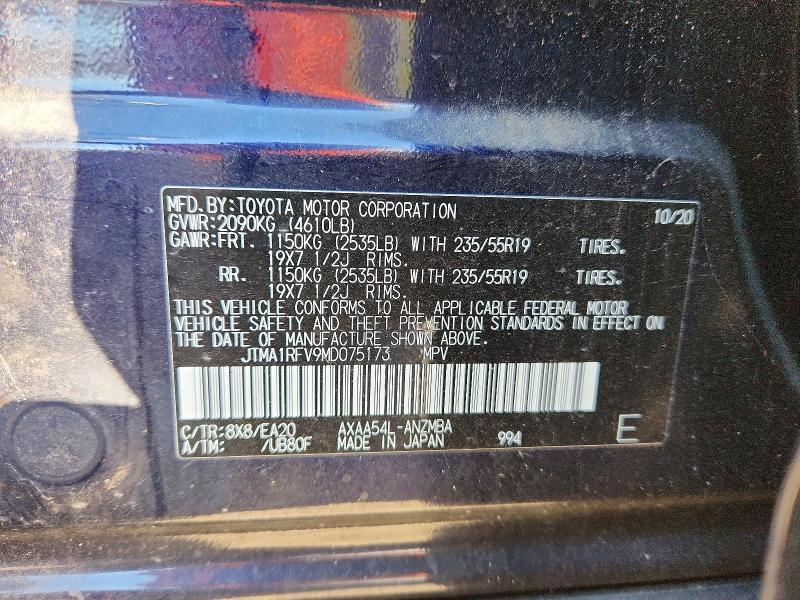 MFD. BY: TOYOTA MOTOR CORPORATION 10/20
GVWR: 2090KG (4610LB)
GAWR: FRT. 1150KG (2535LB) WITH 235/55R19 TIRES.
19X7 1/2J RIMS.
RR. 1150KG (2535LB) WITH 235/55R19 TIRES.
19X7 1/2J RIMS.
THIS VEHICLE CONFORMS TO ALL APPLICABLE FEDERAL MOTOR
VEHICLE SAFETY AND THEFT PREVENTION STANDARDS IN EFFECT ON
THE DATE OF MANUFACTURE SHOWN ABOVE.
JTMA1RFV9MD075173 MPV
C/TR: 8X8/EA20 AXAA54L-ANZMBA
A/TM: /UB80F MADE IN JAPAN 994 E